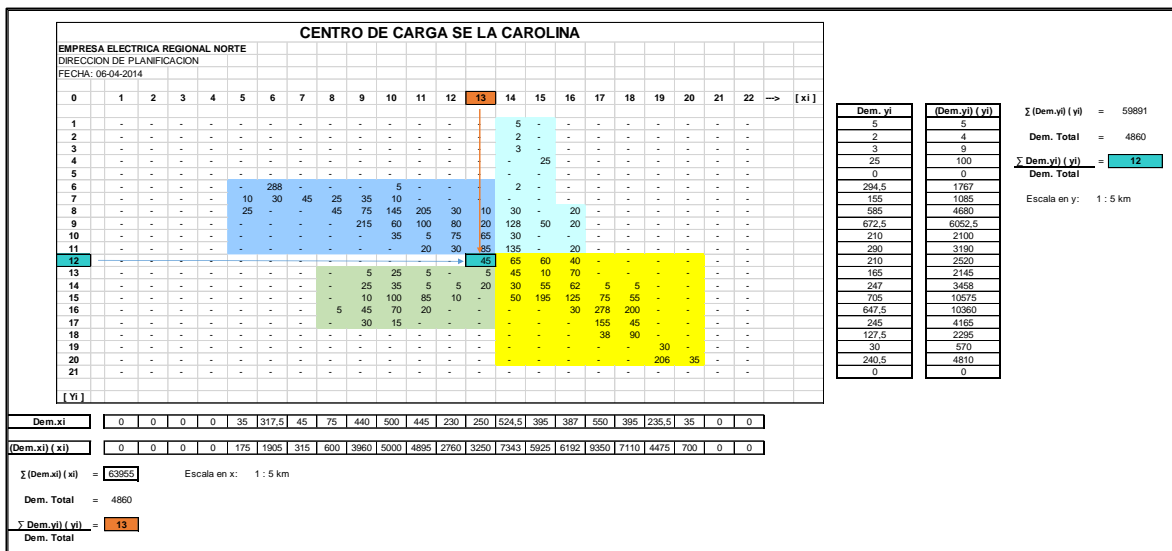 CENTRO DE CARGA SE LA CAROLINA
EMPRESA ELECTRICA REGIONAL NORTE
DIRECCION DE PLANIFICACION
FECHA: 06-04-2014
0 1 2 3 4 5 6 7 8 9 10 11 12 13 14 15 16 17 18 19 20 21 22 ---> [ xi ]
Dem. yi (Dem.yi) ( yi)
1 - - - - - - - - - - - - - 5 - - - - - - - - 5 5
2 - - - - - - - - - - - - - 2 - - - - - - - - 2 4
3 - - - - - - - - - - - - - 3 - - - - - - - - 3 9
4 - - - - - - - - - - - - - - 25 - - - - - - - 25 100
5 - - - - - - - - - - - - - - - - - - - - - - 0 0
6 - - - - - 288 - - - 5 - - - 2 - - - - - - - - 294,5 1767
7 - - - - 10 30 45 25 35 10 - - - - - - - - - - - - 155 1085
8 - - - - 25 - - 45 75 145 205 30 10 30 - 20 - - - - - - 585 4680
9 - - - - - - - - 215 60 100 80 20 128 50 20 - - - - - - 672,5 6052,5
10 - - - - - - - - - 35 5 75 65 30 - - - - - - - - 210 2100
11 - - - - - - - - - - 20 30 85 135 - 20 - - - - - - 290 3190
12 - - - - - - - - - - - - 45 65 60 40 - - - - - - 210 2520
13 - - - - - - - - 5 25 5 - 5 45 10 70 - - - - - - 165 2145
14 - - - - - - - - 25 35 5 5 20 30 55 62 5 5 - - - - 247 3458
15 - - - - - - - - 10 100 85 10 - 50 195 125 75 55 - - - - 705 10575
16 - - - - - - - 5 45 70 20 - - - - 30 278 200 - - - - 647,5 10360
17 - - - - - - - - 30 15 - - - - - - 155 45 - - - - 245 4165
18 - - - - - - - - - - - - - - - - 38 90 - - - - 127,5 2295
19 - - - - - - - - - - - - - - - - - - 30 - - - 30 570
20 - - - - - - - - - - - - - - - - - - 206 35 - - 240,5 4810
21 - - - - - - - - - - - - - - - - - - - - - - 0 0
[ Yi ]
∑ (Dem.yi) ( yi) = 59891
Dem. Total = 4860
∑ Dem.yi) ( yi) = 12
Dem. Total
Escala en y: 1 : 5 km
Dem.xi 0 0 0 0 35 317,5 45 75 440 500 445 230 250 524,5 395 387 550 395 235,5 35 0 0
(Dem.xi) ( xi) 0 0 0 0 175 1905 315 600 3960 5000 4895 2760 3250 7343 5925 6192 9350 7110 4475 700 0 0
∑ (Dem.xi) ( xi) = 63955 Escala en x: 1 : 5 km
Dem. Total = 4860
∑ Dem.yi) ( yi) = 13
Dem. Total